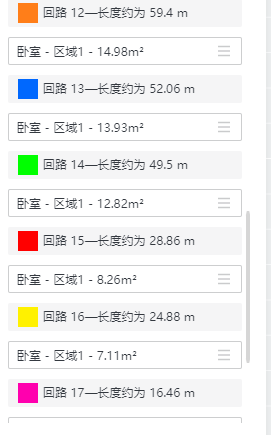 回路 12—长度约为 59.4 m
卧室 - 区域1 - 14.98m²
回路 13—长度约为 52.06 m
卧室 - 区域1 - 13.93m²
回路 14—长度约为 49.5 m
卧室 - 区域1 - 12.82m²
回路 15—长度约为 28.86 m
卧室 - 区域1 - 8.26m²
回路 16—长度约为 24.88 m
卧室 - 区域1 - 7.11m²
回路 17—长度约为 16.46 m